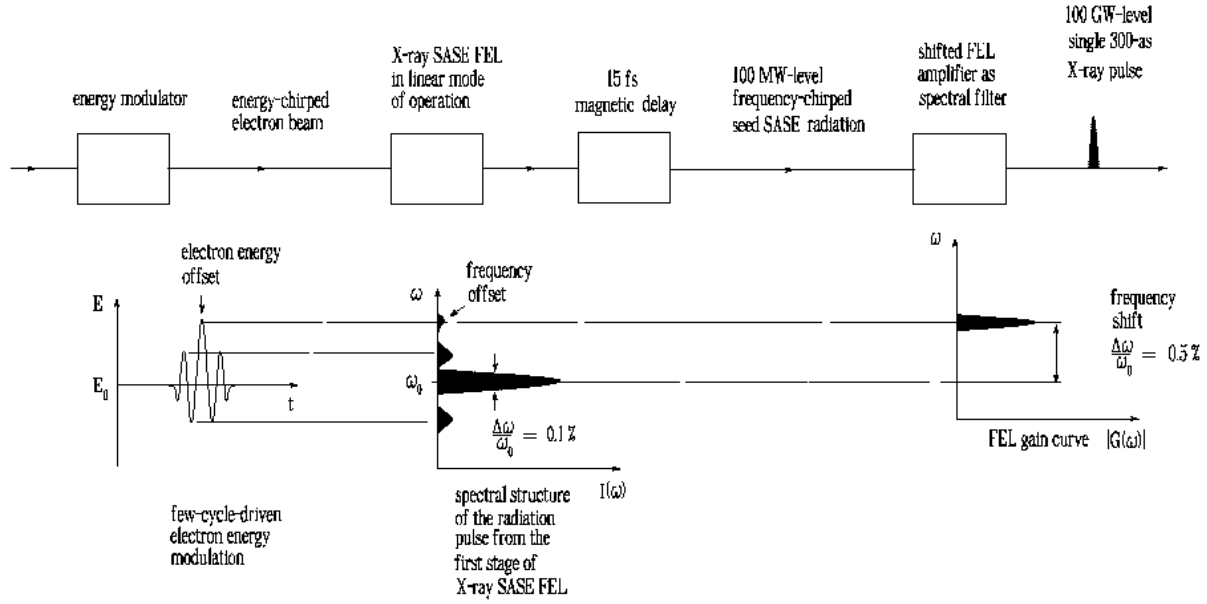 energy modulator
energy-chirped
electron beam
X-ray SASE FEL
in linear mode
of operation
15 fs
magnetic delay
100 MW-level
frequency-chirped
seed SASE radiation
shifted FEL
amplifier as
spectral filter
100 GW-level
single 300-as
X-ray pulse
electron energy
offset
E
E₀
t
few-cycle-driven
electron energy
modulation
frequency
offset
ω
ω₀
Δω/ω₀ = 0.1 %
I(ω)
spectral structure
of the radiation
pulse from the
first stage of
X-ray SASE FEL
ω
frequency
shift
Δω/ω₀ = 0.5 %
FEL gain curve |G(ω)|